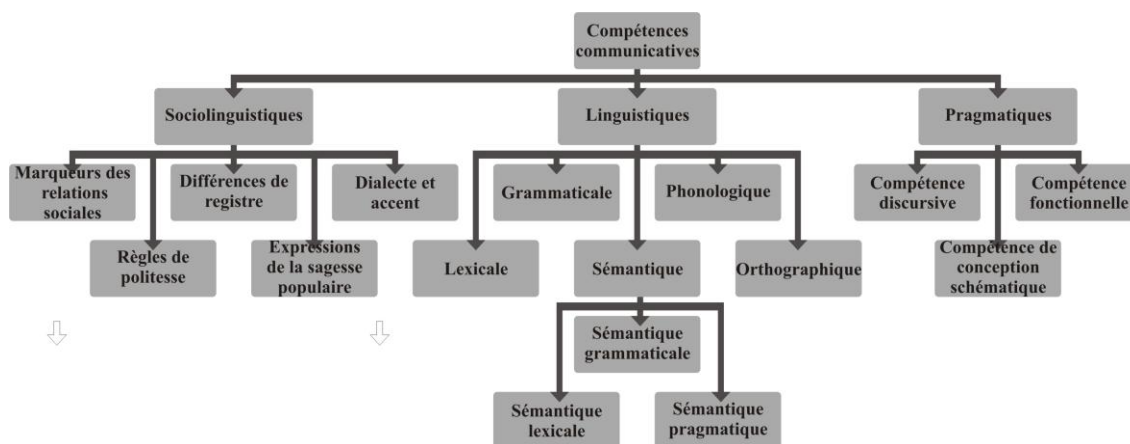 Compétences
communicatives
Sociolinguistiques
Linguistiques
Pragmatiques
Marqueurs des
relations
sociales
Différences de
registre
Dialecte et
accent
Grammaticale
Phonologique
Compétence
discursive
Compétence
fonctionnelle
Règles de
politesse
Expressions
de la sagesse
populaire
Lexicale
Sémantique
Orthographique
Compétence de
conception
schématique
Sémantique
grammaticale
Sémantique
lexicale
Sémantique
pragmatique